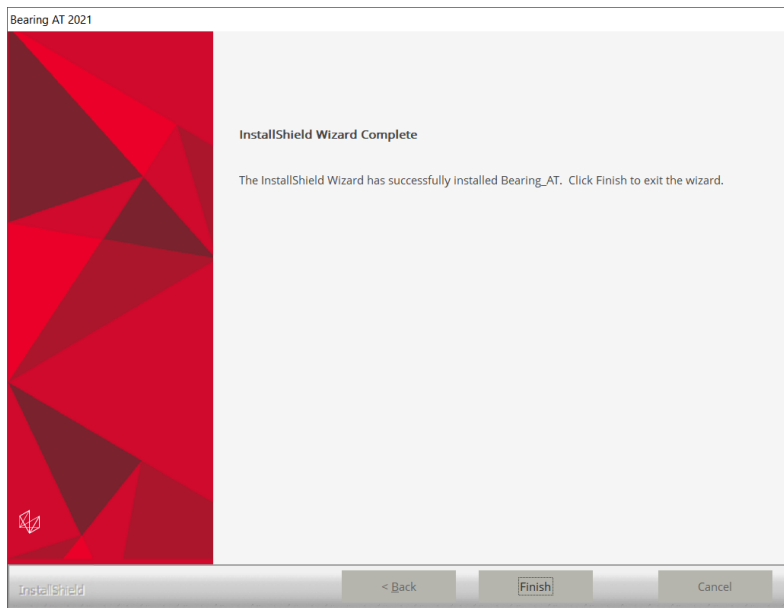 Bearing AT 2021
InstallShield Wizard Complete
The InstallShield Wizard has successfully installed Bearing_AT. Click Finish to exit the wizard.
InstallShield
< Back
Finish
Cancel